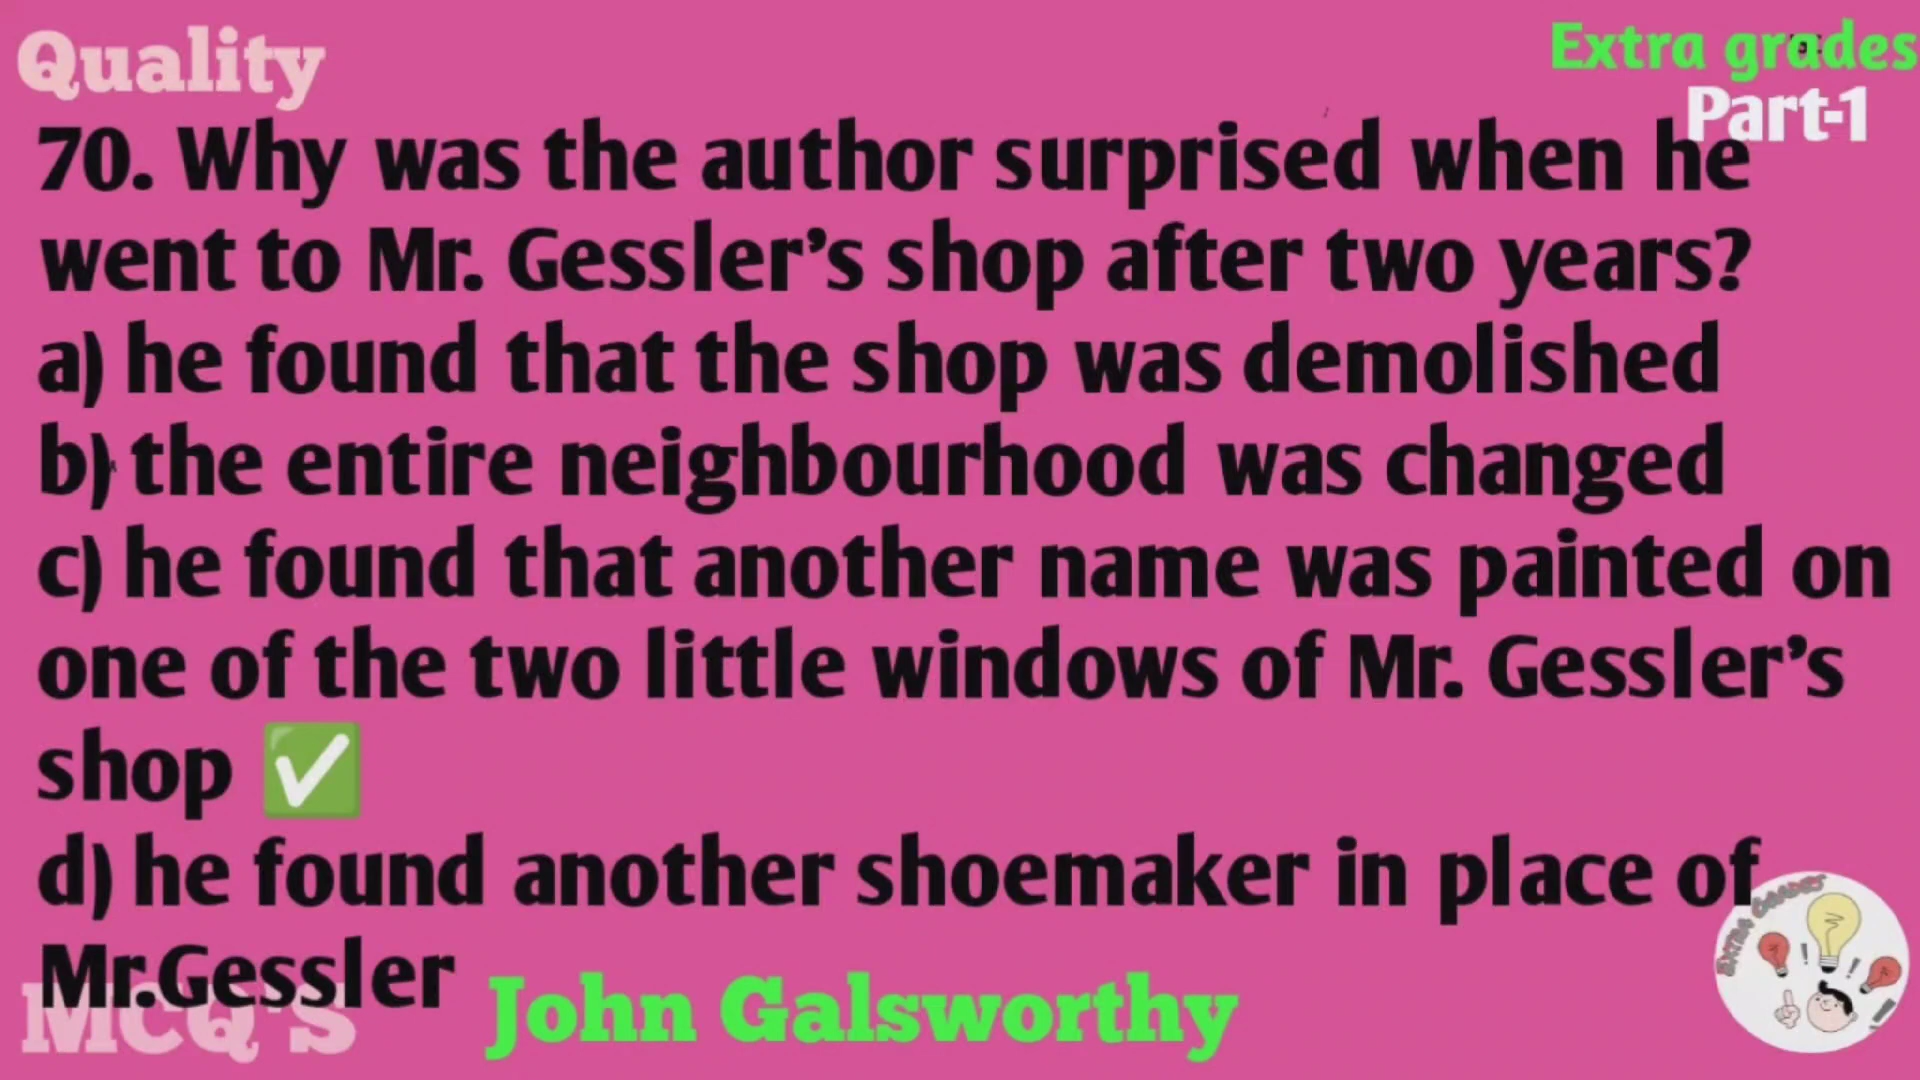 Quality
Extra grades
Part-1
70. Why was the author surprised when he
went to Mr. Gessler’s shop after two years?
a) he found that the shop was demolished
b) the entire neighbourhood was changed
c) he found that another name was painted on
one of the two little windows of Mr. Gessler’s
shop ✅
d) he found another shoemaker in place of
Mr.Gessler
MCQ'S
John Galsworthy
EXTRA GRADES